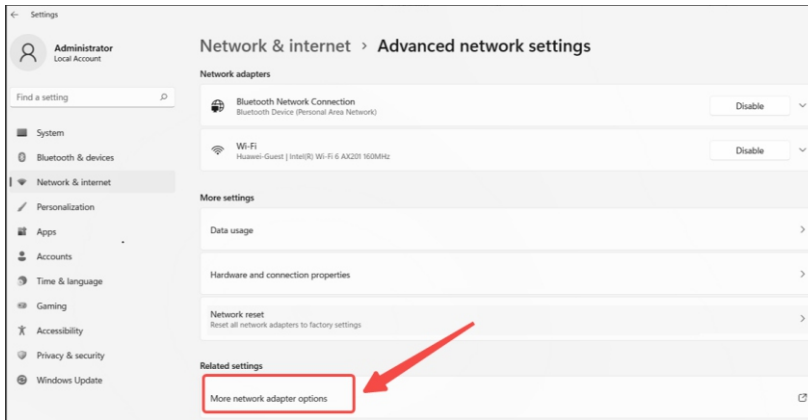 Settings
Administrator
Local Account
Find a setting
System
Bluetooth & devices
Network & internet
Personalization
Apps
Accounts
Time & language
Gaming
Accessibility
Privacy & security
Windows Update
Network & internet › Advanced network settings
Network adapters
Bluetooth Network Connection
Bluetooth Device (Personal Area Network)
Disable
Wi-Fi
Huawei-Guest | Intel(R) Wi-Fi 6 AX201 160MHz
Disable
More settings
Data usage
Hardware and connection properties
Network reset
Reset all network adapters to factory settings
Related settings
More network adapter options